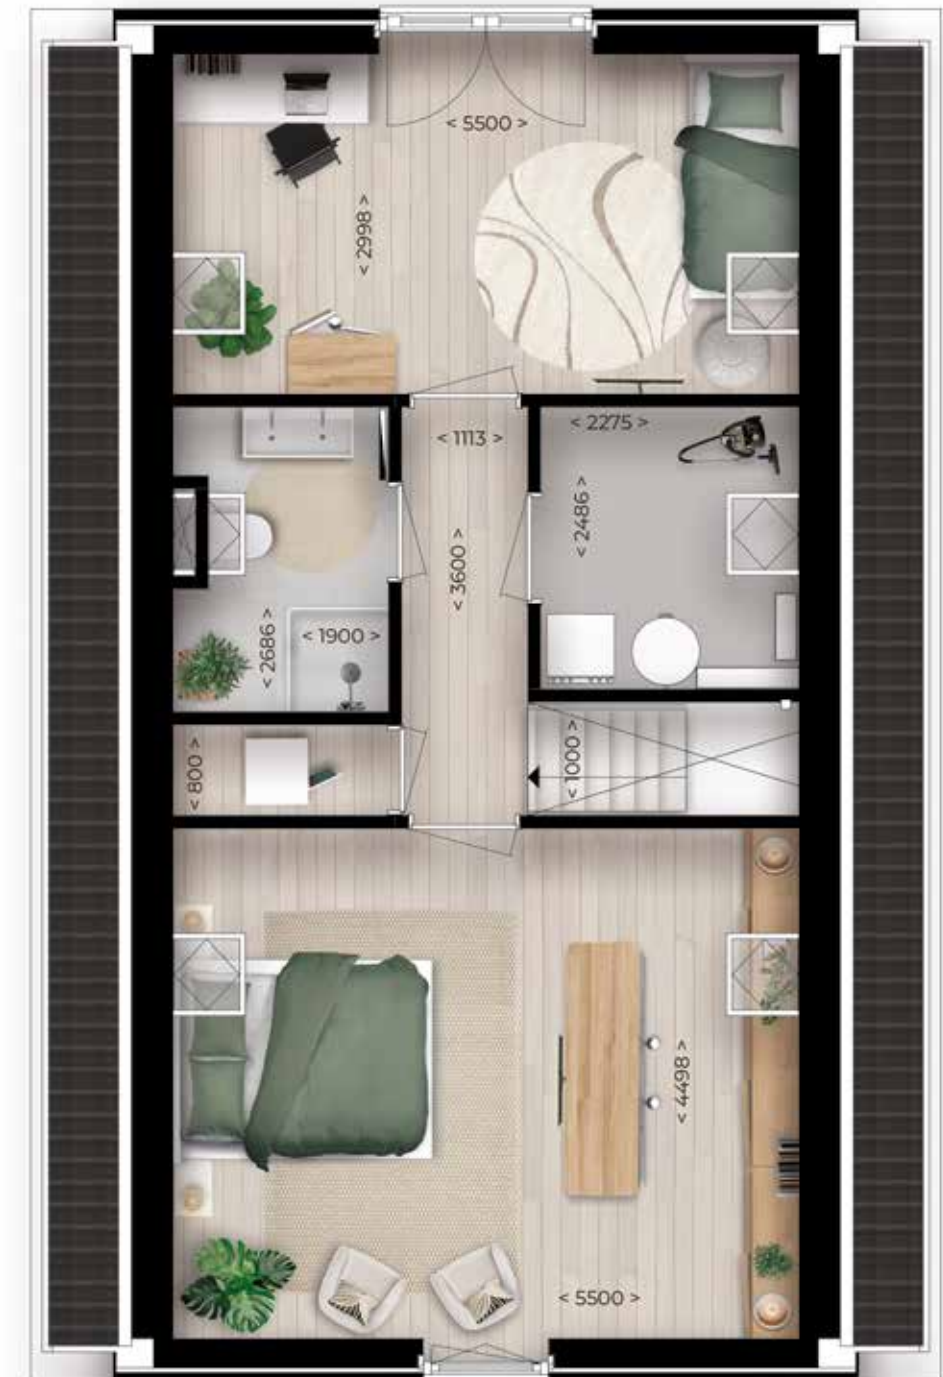 < 5500 >
< 2998 >
< 1113 >
< 2275 >
< 2486 >
< 3600 >
< 2686 >
< 1900 >
< 800 >
< 1000 >
< 4498 >
< 5500 >